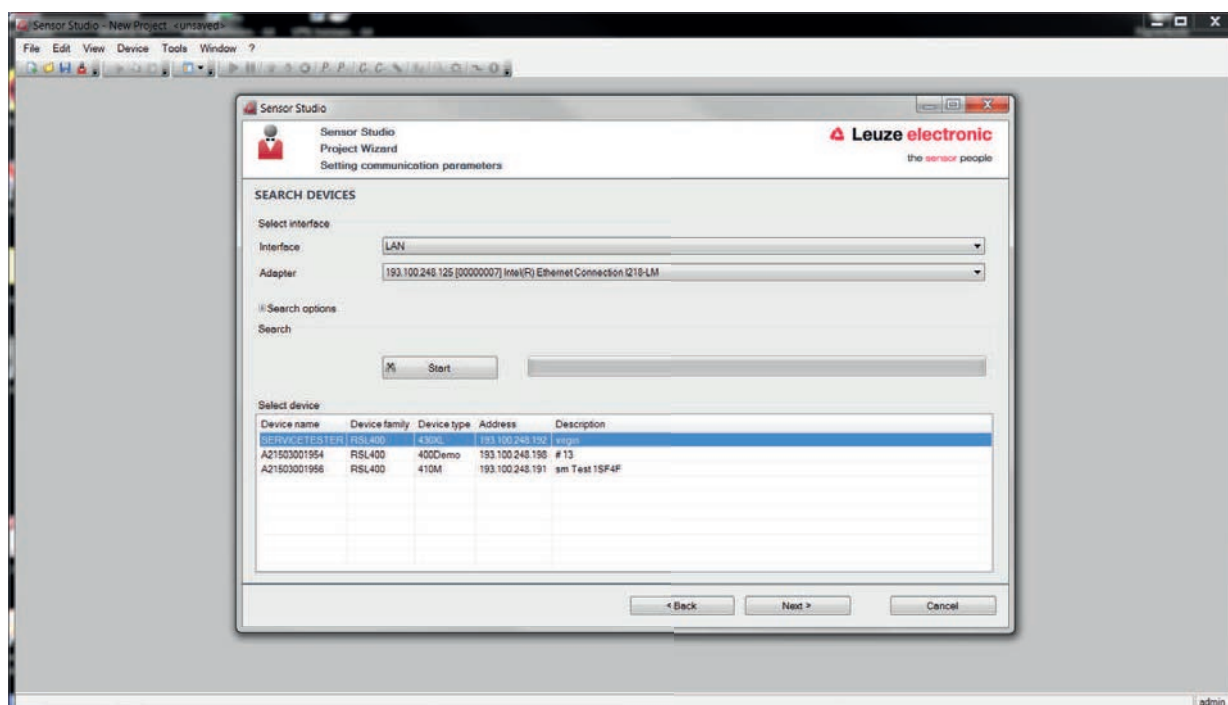 Sensor Studio - New Project <unsaved>
File Edit View Device Tools Window ?
Sensor Studio
Sensor Studio
Project Wizard
Setting communication parameters
Leuze electronic
the sensor people
SEARCH DEVICES
Select interface
Interface LAN
Adapter 193.100.248.125 [00000007] Intel(R) Ethernet Connection I218-LM
Search options
Search
Start
Select device
Device name Device family Device type Address Description
SERVICETESTER RSL400 430XL 193.100.248.192 virgin
A21503001954 RSL400 400Demo 193.100.248.198 # 13
A21503001956 RSL400 410M 193.100.248.191 sm Test 1SF4F
< Back Next > Cancel
admin